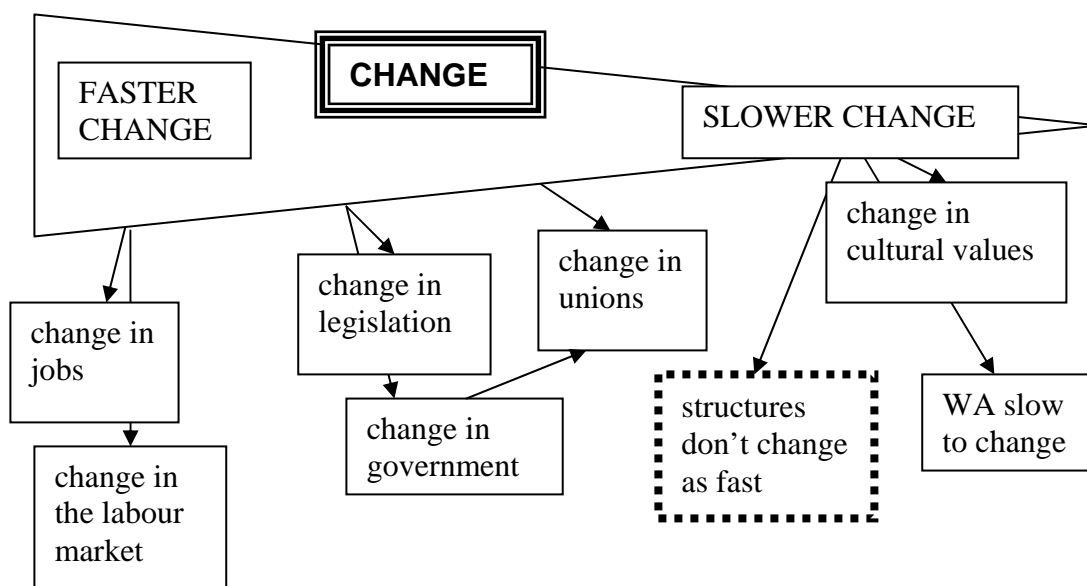 CHANGE
FASTER
CHANGE
SLOWER CHANGE
change in
cultural values
change in
unions
change in
legislation
change in
jobs
change in
government
structures
don’t change
as fast
WA slow
to change
change in
the labour
market